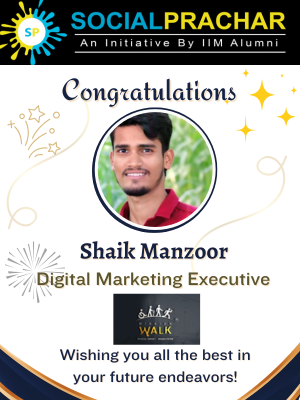 SP
SOCIALPRACHAR
An Initiative By IIM Alumni
Congratulations
Shaik Manzoor
Digital Marketing Executive
WALK
Wishing you all the best in
your future endeavors!